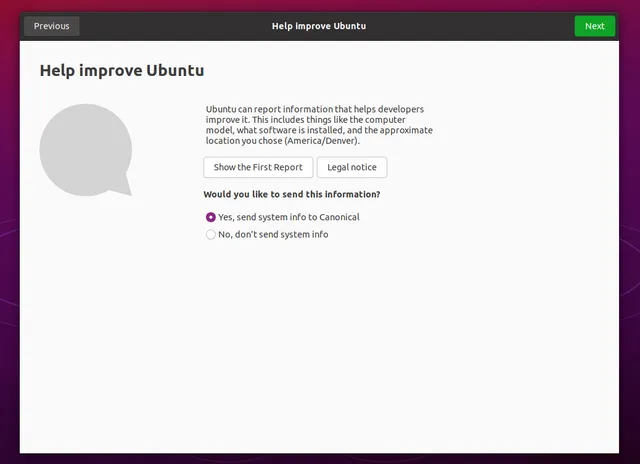 Previous
Help improve Ubuntu
Next
Help improve Ubuntu
Ubuntu can report information that helps developers
improve it. This includes things like the computer
model, what software is installed, and the approximate
location you chose (America/Denver).
Show the First Report
Legal notice
Would you like to send this information?
Yes, send system info to Canonical
No, don't send system info